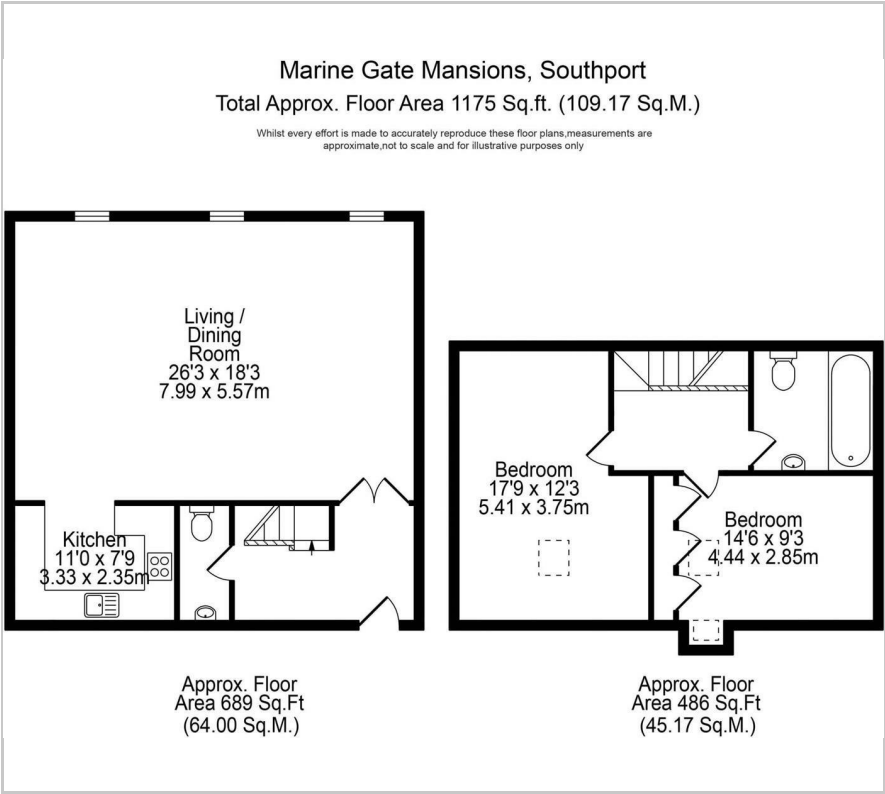 Marine Gate Mansions, Southport
Total Approx. Floor Area 1175 Sq.ft. (109.17 Sq.M.)
Whilst every effort is made to accurately reproduce these floor plans,measurements are
approximate,not to scale and for illustrative purposes only
Living /
Dining
Room
26'3 x 18'3
7.99 x 5.57m
Kitchen
11'0 x 7'9
3.33 x 2.35m
Bedroom
17'9 x 12'3
5.41 x 3.75m
Bedroom
14'6 x 9'3
4.44 x 2.85m
Approx. Floor
Area 689 Sq.Ft
(64.00 Sq.M.)
Approx. Floor
Area 486 Sq.Ft
(45.17 Sq.M.)